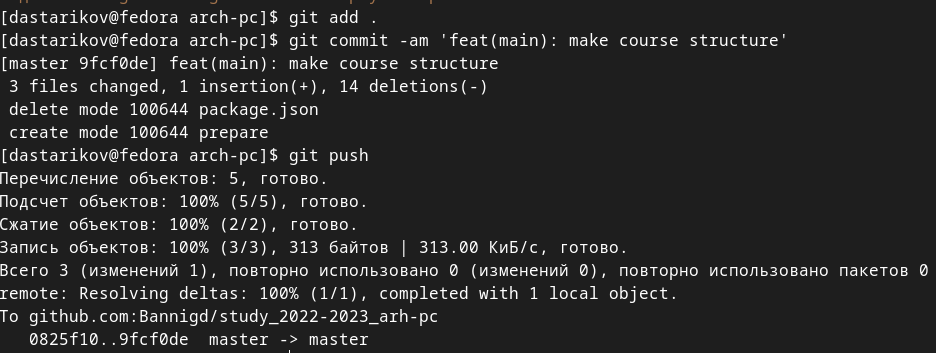 [dastarikov@fedora arch-pc]$ git add .
[dastarikov@fedora arch-pc]$ git commit -am 'feat(main): make course structure'
[master 9fcf0de] feat(main): make course structure
 3 files changed, 1 insertion(+), 14 deletions(-)
 delete mode 100644 package.json
 create mode 100644 prepare
[dastarikov@fedora arch-pc]$ git push
Перечисление объектов: 5, готово.
Подсчет объектов: 100% (5/5), готово.
Сжатие объектов: 100% (2/2), готово.
Запись объектов: 100% (3/3), 313 байтов | 313.00 КиБ/с, готово.
Всего 3 (изменений 1), повторно использовано 0 (изменений 0), повторно использовано пакетов 0
remote: Resolving deltas: 100% (1/1), completed with 1 local object.
To github.com:Bannigd/study_2022-2023_arh-pc
   0825f10..9fcf0de  master -> master